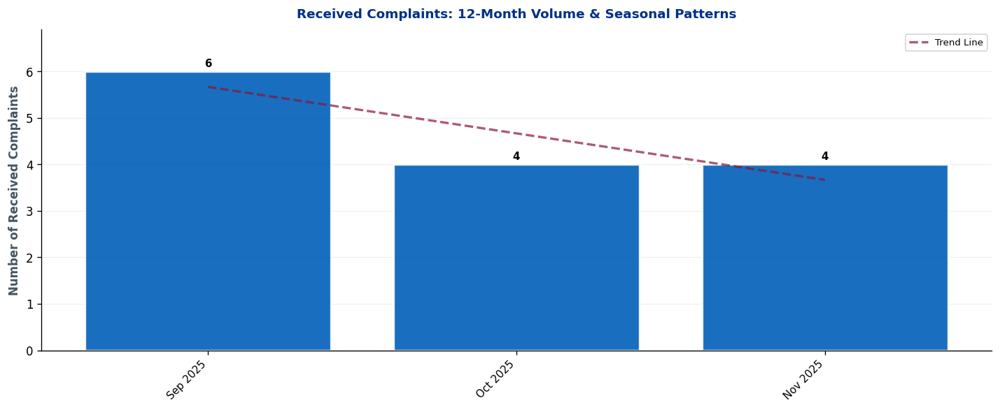 Received Complaints: 12-Month Volume & Seasonal Patterns
Trend Line
Number of Received Complaints
6
5
4
3
2
1
0
6
4
4
Sep 2025
Oct 2025
Nov 2025